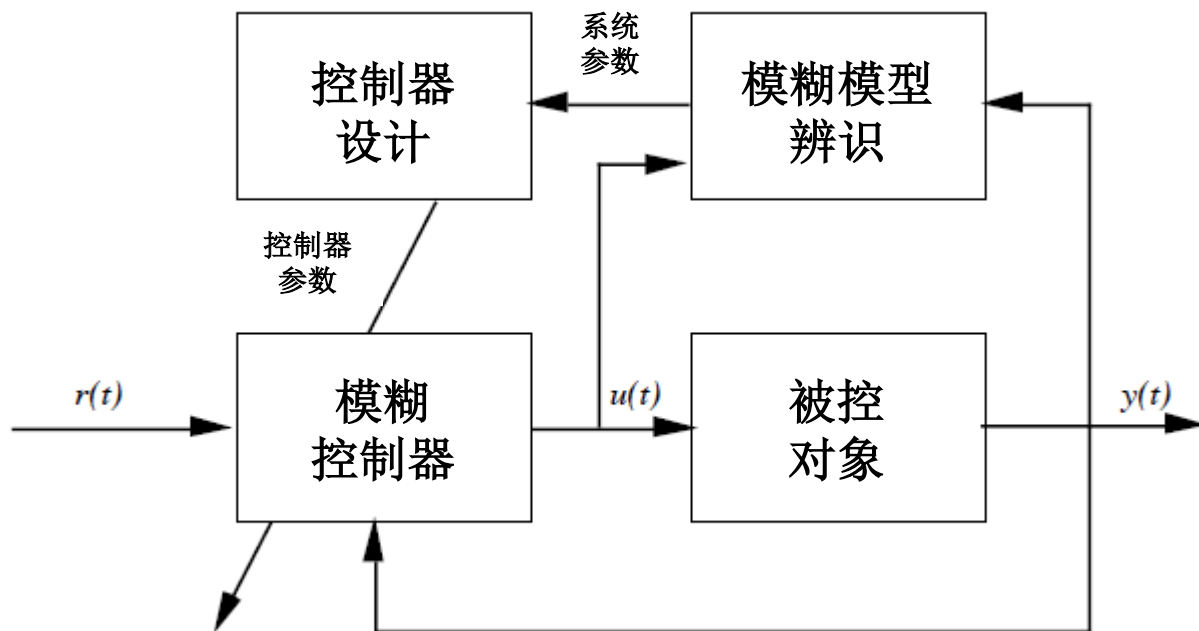 系统
参数
控制器
设计
模糊模型
辨识
控制器
参数
r(t)
模糊
控制器
u(t)
被控
对象
y(t)